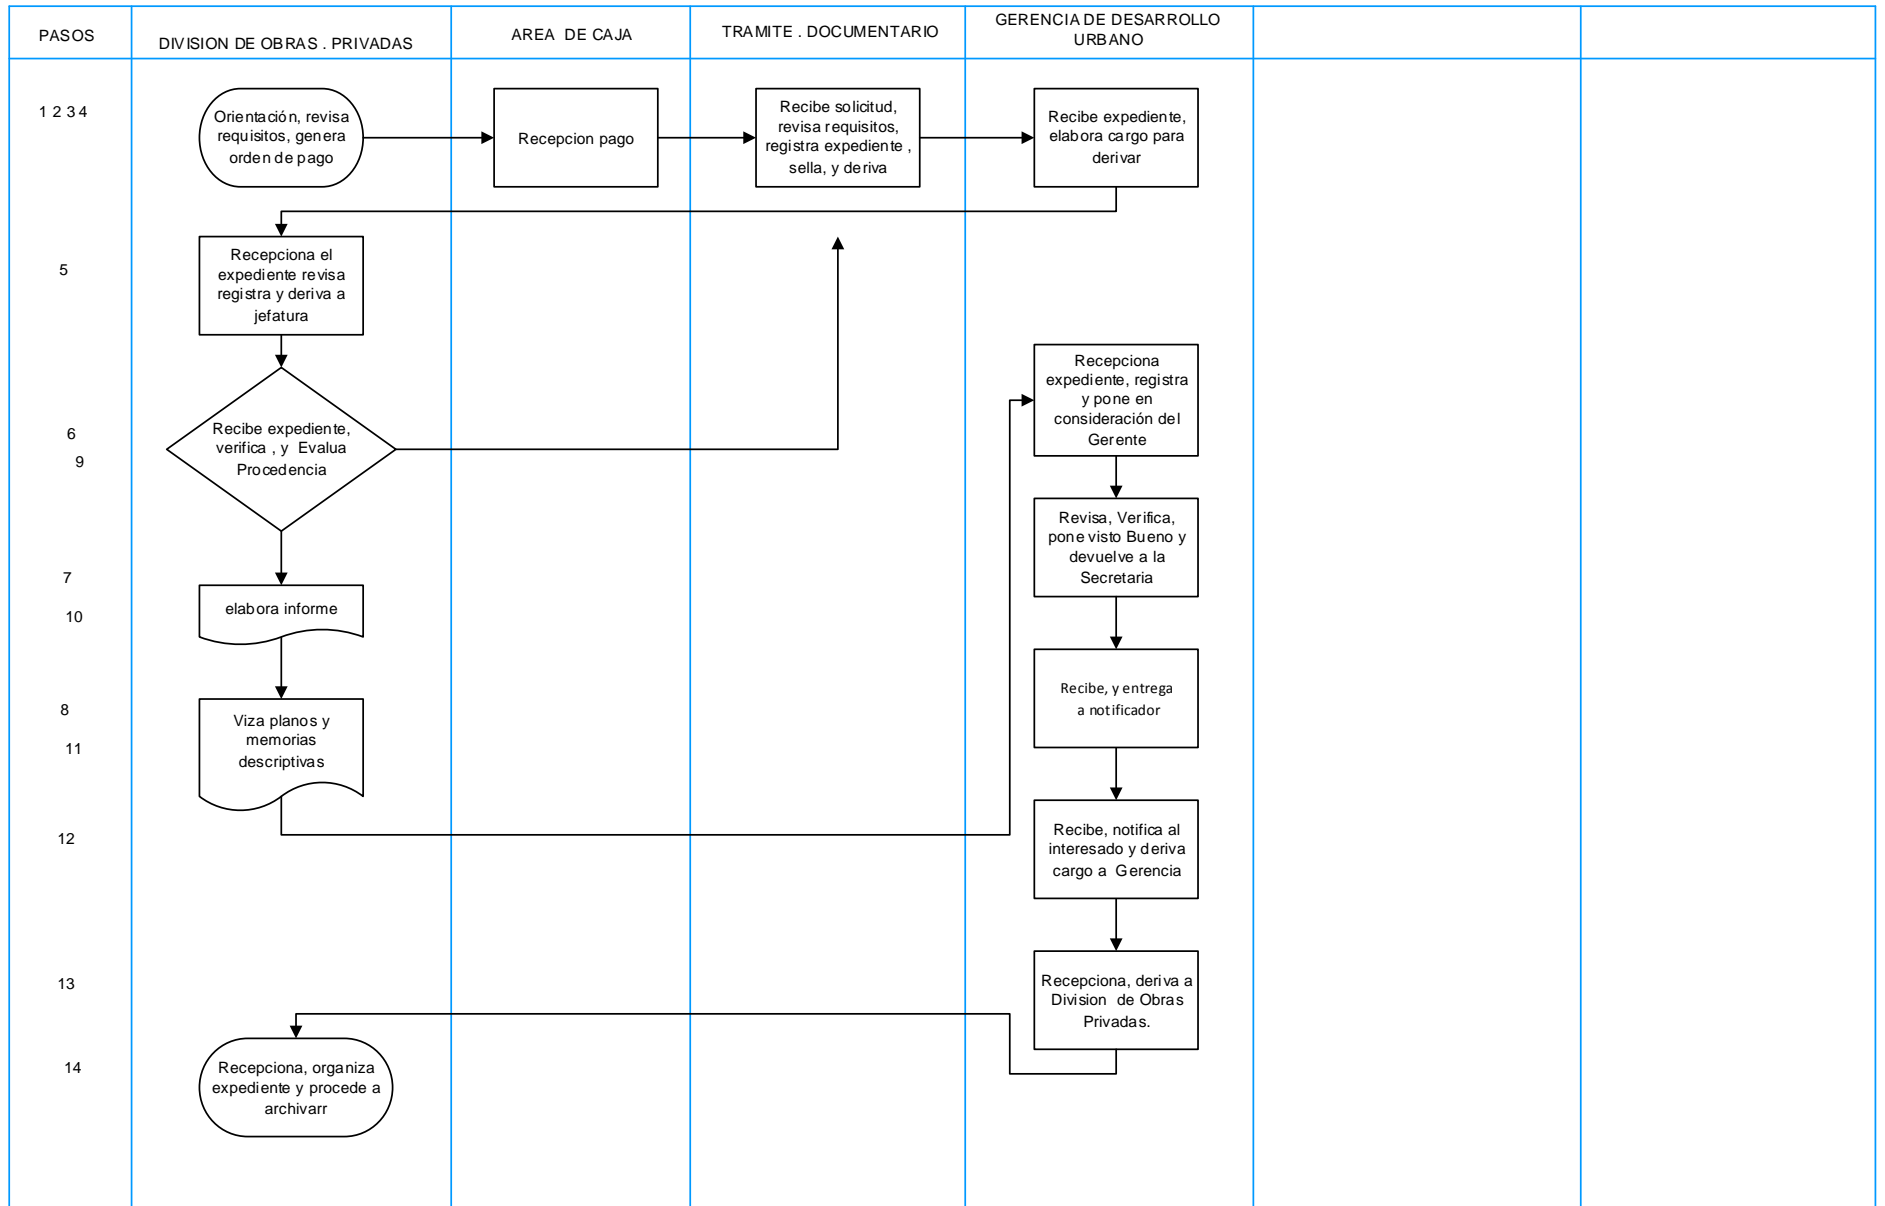 PASOS
DIVISION DE OBRAS . PRIVADAS
AREA DE CAJA
TRAMITE . DOCUMENTARIO
GERENCIA DE DESARROLLO
URBANO
1 2 3 4
Orientación, revisa
requisitos, genera
orden de pago
Recepcion pago
Recibe solicitud,
revisa requisitos,
registra expediente ,
sella, y deriva
Recibe expediente,
elabora cargo para
derivar
5
Recepciona el
expediente revisa
registra y deriva a
jefatura
Recepciona
expediente, registra
y pone en
consideración del
Gerente
6
9
Recibe expediente,
verifica , y Evalua
Procedencia
Revisa, Verifica,
pone visto Bueno y
devuelve a la
Secretaria
7
10
elabora informe
Recibe, y entrega
a notificador
8
11
Viza planos y
memorias
descriptivas
12
Recibe, notifica al
interesado y deriva
cargo a Gerencia
13
Recepciona, deriva a
Division de Obras
Privadas.
14
Recepciona, organiza
expediente y procede a
archivarr